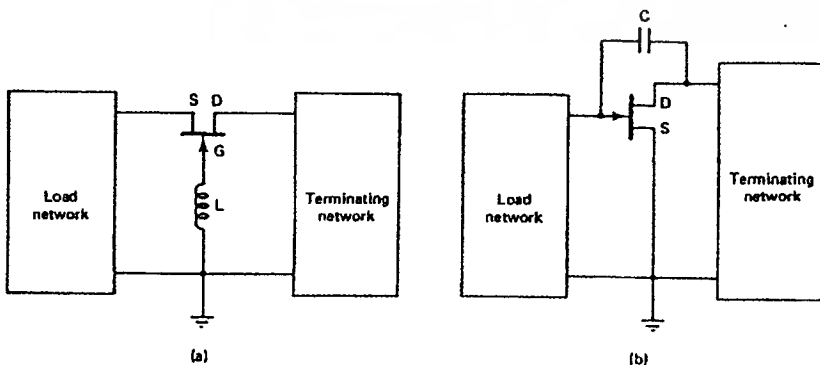 S D
G
L
Load
network
Terminating
network
(a)
C
D
S
Load
network
Terminating
network
(b)